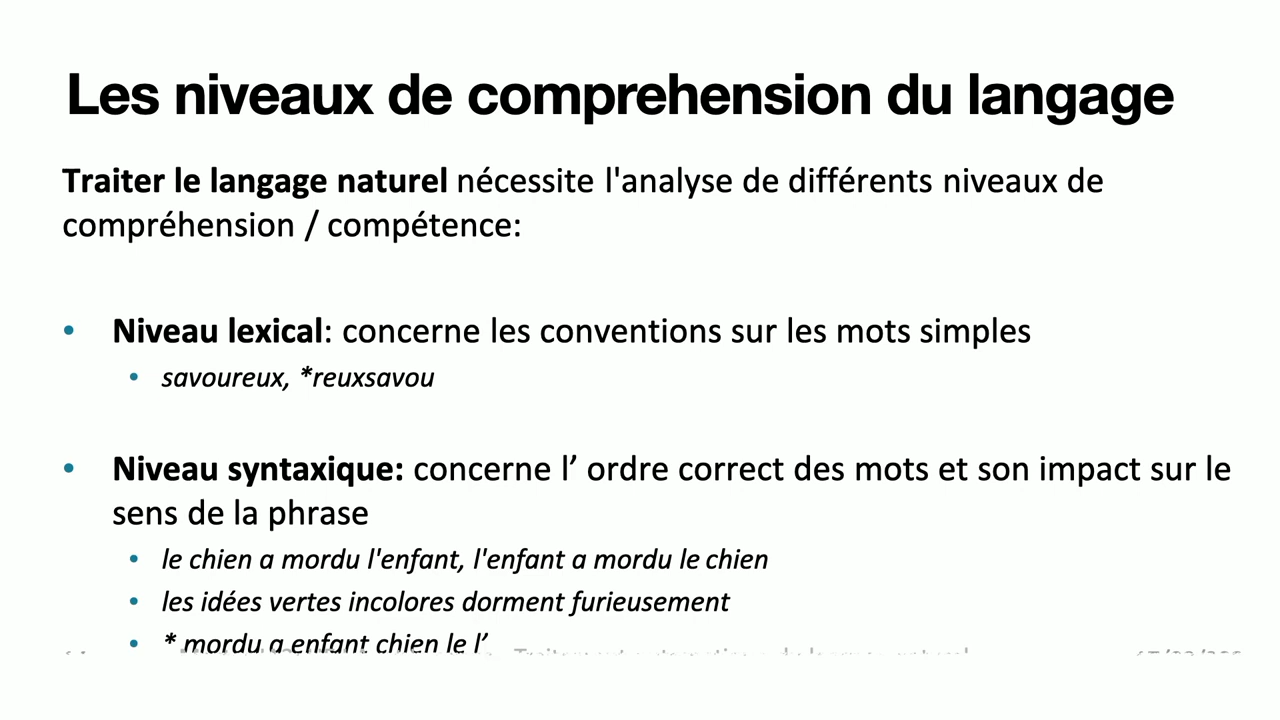 Les niveaux de comprehension du langage
Traiter le langage naturel nécessite l'analyse de différents niveaux de
compréhension / compétence:
• Niveau lexical: concerne les conventions sur les mots simples
• savoureux, *reuxsavou
• Niveau syntaxique: concerne l’ ordre correct des mots et son impact sur le
sens de la phrase
• le chien a mordu l'enfant, l'enfant a mordu le chien
• les idées vertes incolores dorment furieusement
• * mordu a enfant chien le l’